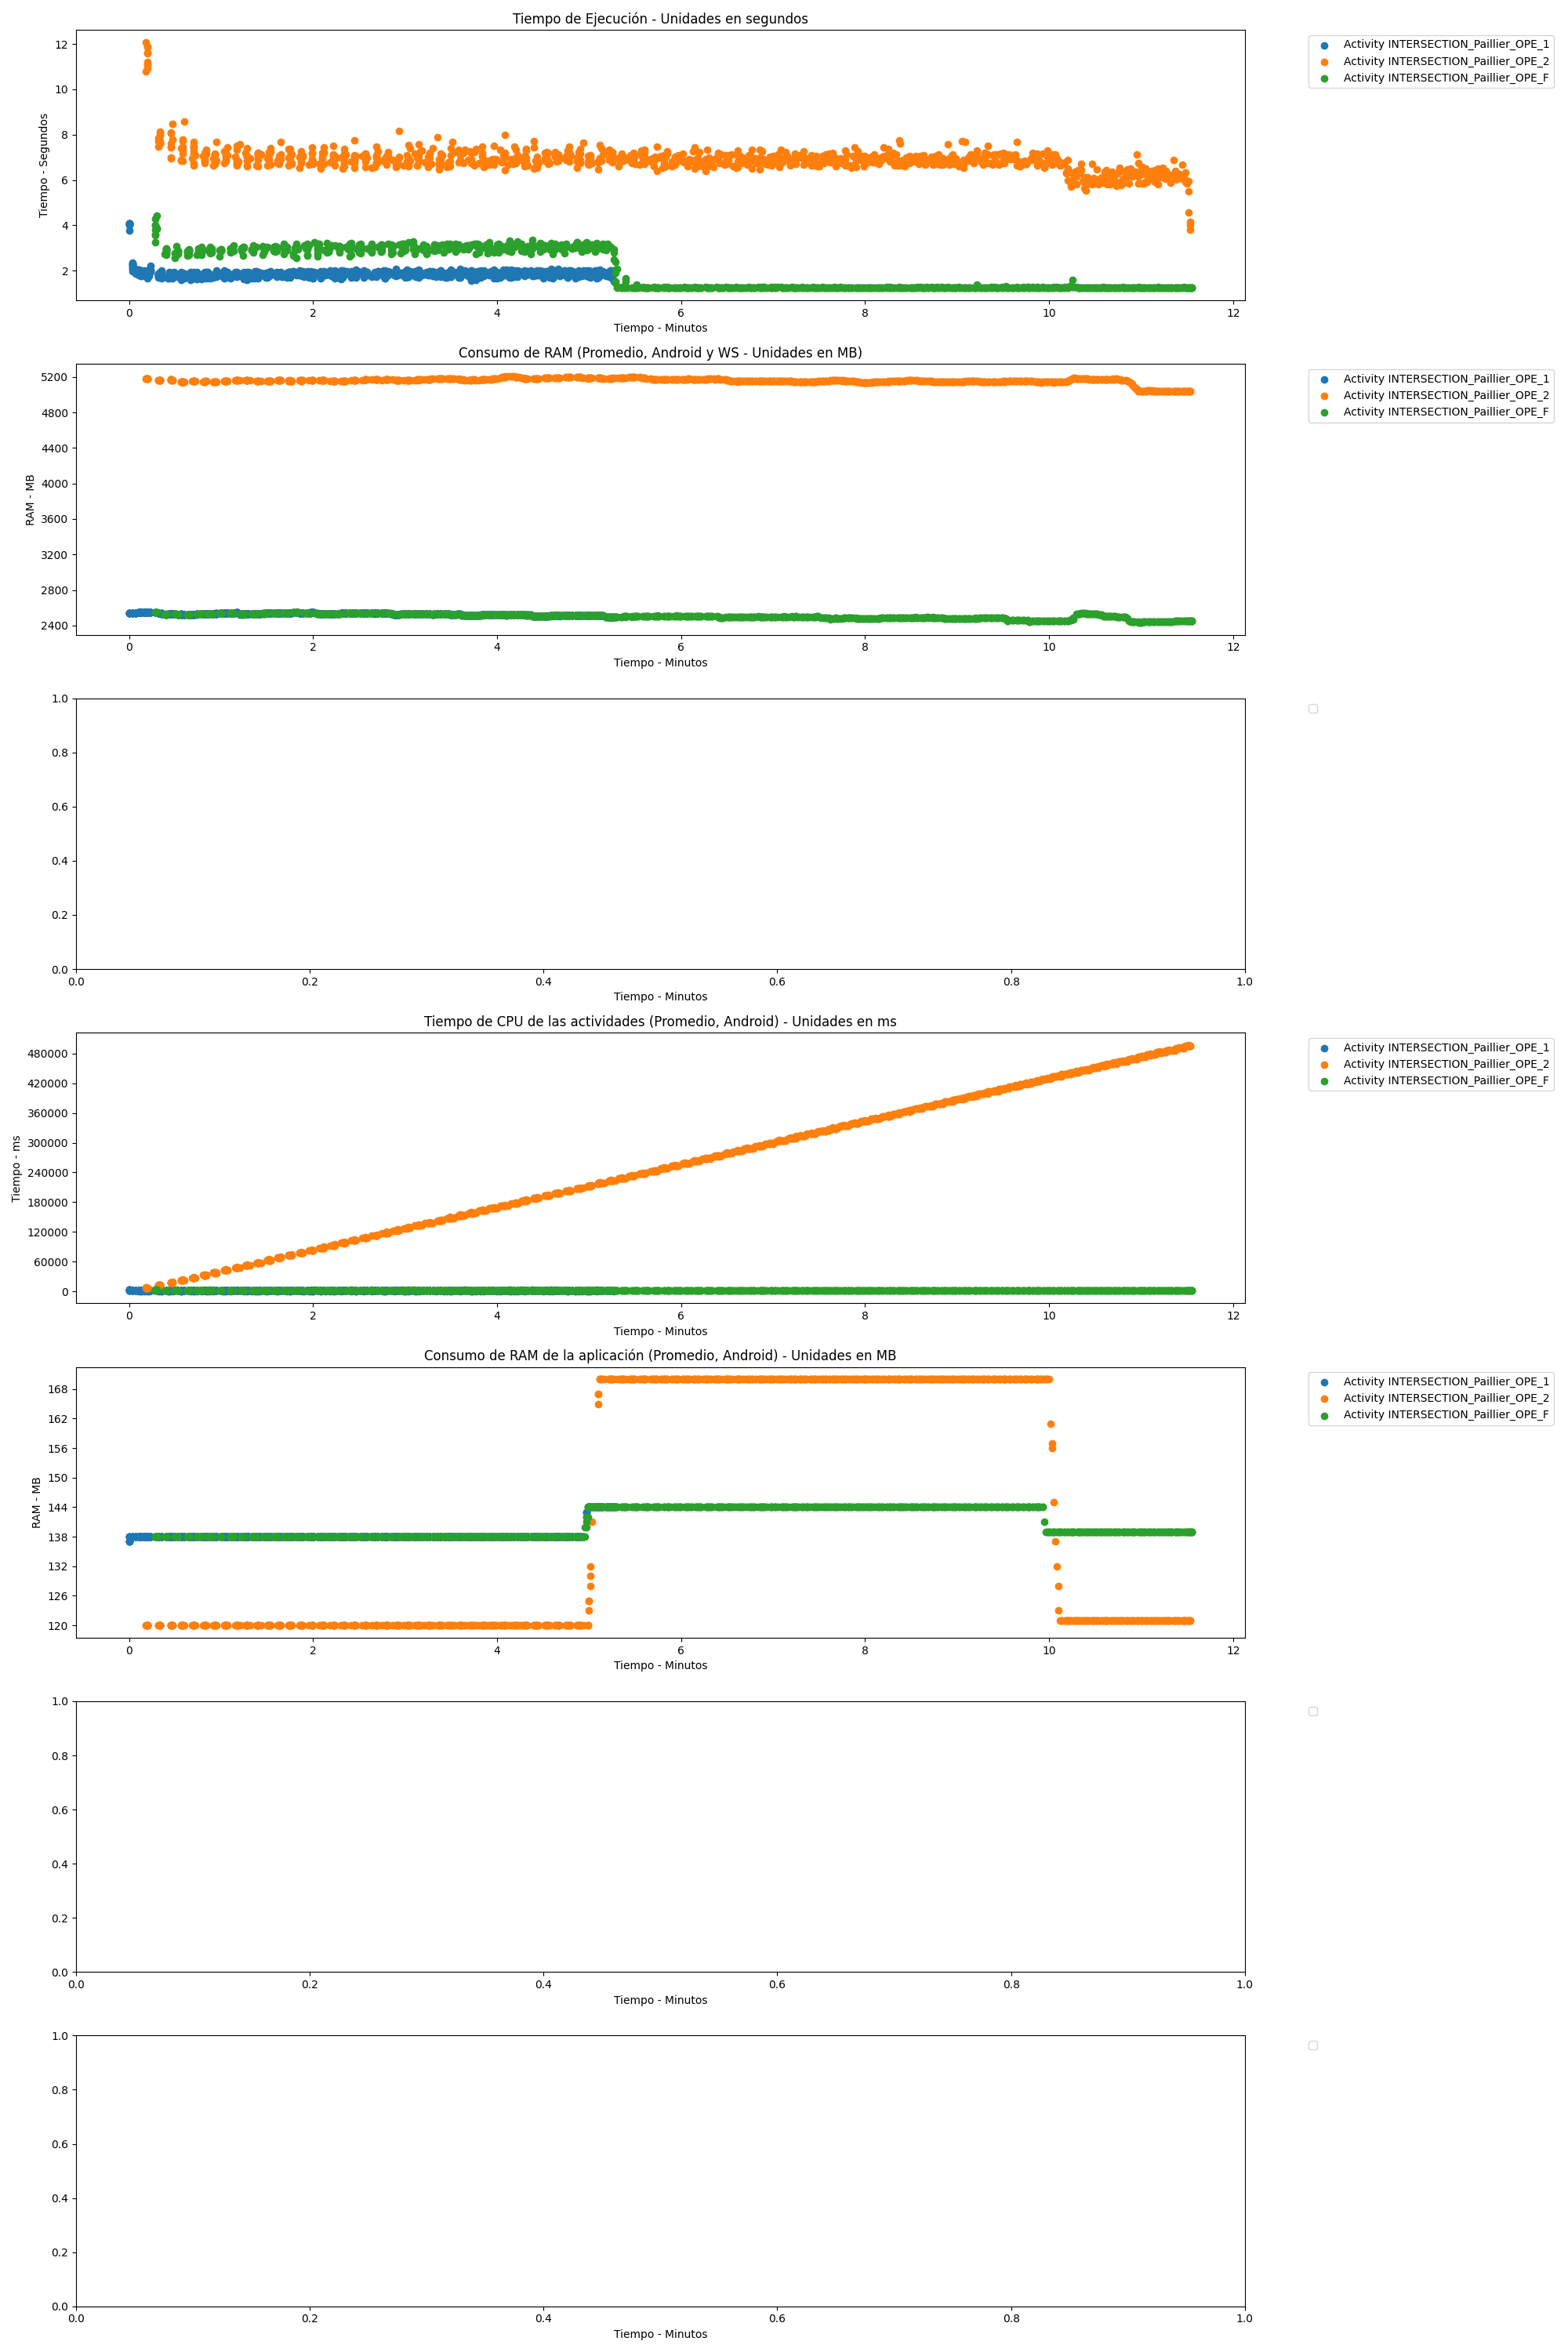 Tiempo de Ejecución - Unidades en segundos
Tiempo - Segundos
12
10
8
6
4
2
0 2 4 6 8 10 12
Tiempo - Minutos
Activity INTERSECTION_Paillier_OPE_1
Activity INTERSECTION_Paillier_OPE_2
Activity INTERSECTION_Paillier_OPE_F
Consumo de RAM (Promedio, Android y WS - Unidades en MB)
RAM - MB
5200
4800
4400
4000
3600
3200
2800
2400
0 2 4 6 8 10 12
Tiempo - Minutos
Activity INTERSECTION_Paillier_OPE_1
Activity INTERSECTION_Paillier_OPE_2
Activity INTERSECTION_Paillier_OPE_F
1.0
0.8
0.6
0.4
0.2
0.0
0.0 0.2 0.4 0.6 0.8 1.0
Tiempo - Minutos
Tiempo de CPU de las actividades (Promedio, Android) - Unidades en ms
Tiempo - ms
480000
420000
360000
300000
240000
180000
120000
60000
0
0 2 4 6 8 10 12
Tiempo - Minutos
Activity INTERSECTION_Paillier_OPE_1
Activity INTERSECTION_Paillier_OPE_2
Activity INTERSECTION_Paillier_OPE_F
Consumo de RAM de la aplicación (Promedio, Android) - Unidades en MB
RAM - MB
168
162
156
150
144
138
132
126
120
0 2 4 6 8 10 12
Tiempo - Minutos
Activity INTERSECTION_Paillier_OPE_1
Activity INTERSECTION_Paillier_OPE_2
Activity INTERSECTION_Paillier_OPE_F
1.0
0.8
0.6
0.4
0.2
0.0
0.0 0.2 0.4 0.6 0.8 1.0
Tiempo - Minutos
1.0
0.8
0.6
0.4
0.2
0.0
0.0 0.2 0.4 0.6 0.8 1.0
Tiempo - Minutos